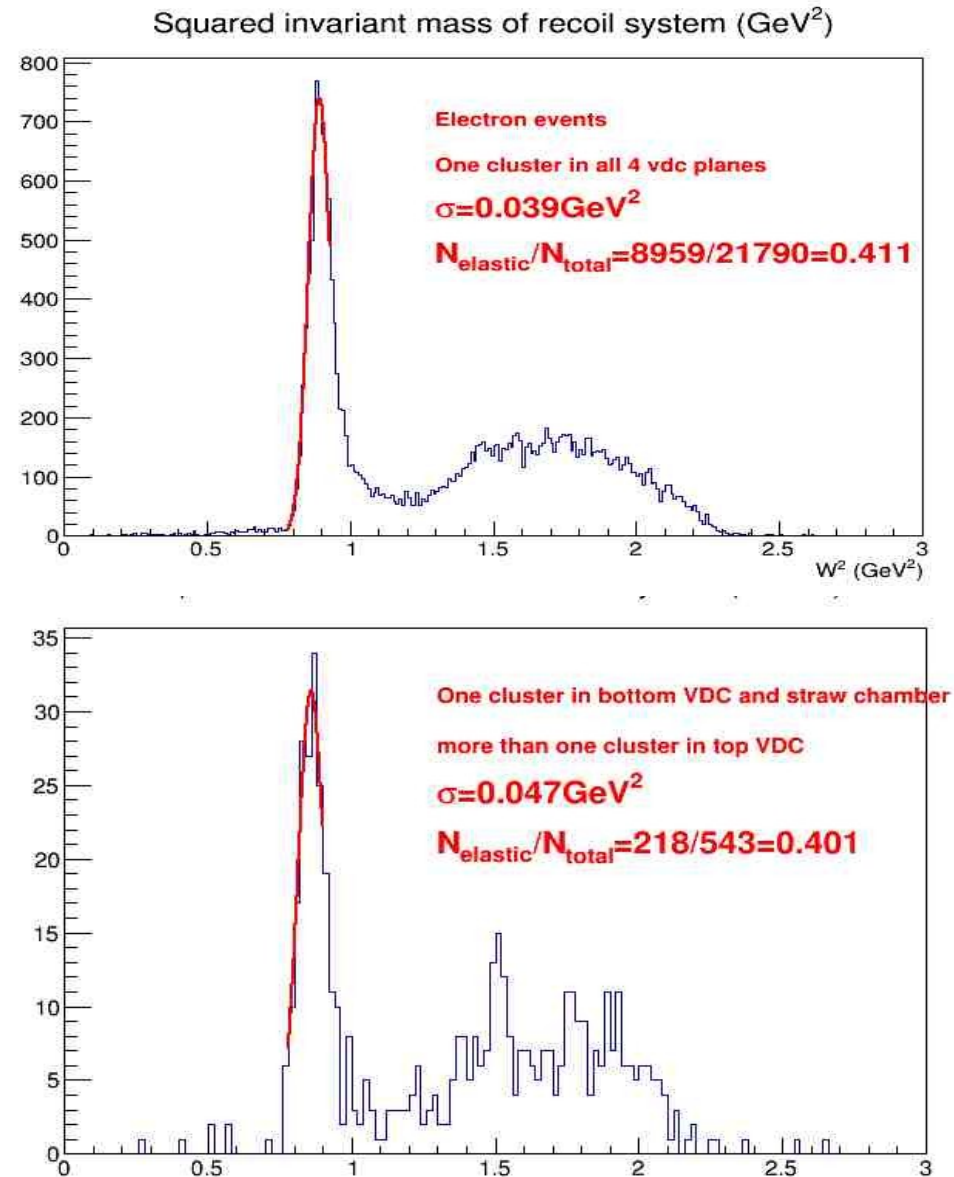 Squared invariant mass of recoil system (GeV²)
800
700
600
500
400
300
200
100
0
Electron events
One cluster in all 4 vdc planes
σ=0.039GeV²
N_elastic/N_total=8959/21790=0.411
0 0.5 1 1.5 2 2.5 3
W² (GeV²)
35
30
25
20
15
10
5
0
One cluster in bottom VDC and straw chamber
more than one cluster in top VDC
σ=0.047GeV²
N_elastic/N_total=218/543=0.401
0 0.5 1 1.5 2 2.5 3